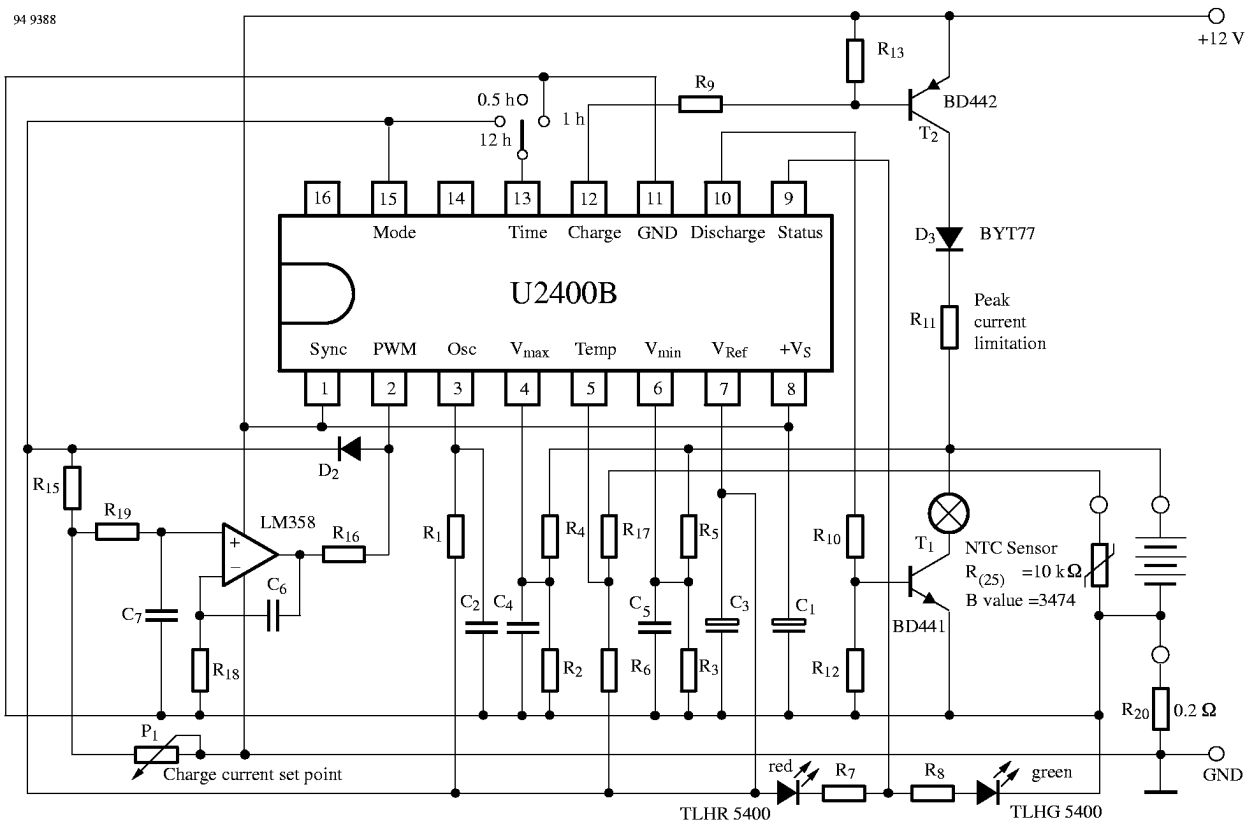 94 9388
+12 V
R13
R9
0.5 h
1 h
12 h
BD442
T2
16 15 14 13 12 11 10 9
Mode Time Charge GND Discharge Status
D3 BYT77
U2400B
R11 Peak
current
limitation
Sync PWM Osc Vmax Temp Vmin VRef +VS
1 2 3 4 5 6 7 8
D2
R15
R19
LM358
+
−
R16
R1
R4
R17
R5
R10
T1
NTC Sensor
R(25) =10 kΩ
B value =3474
C6
C7
C2
C4
C5
C3
C1
BD441
R18
R2
R6
R3
R12
R20
0.2 Ω
P1
Charge current set point
GND
red
R7
R8
green
TLHR 5400
TLHG 5400